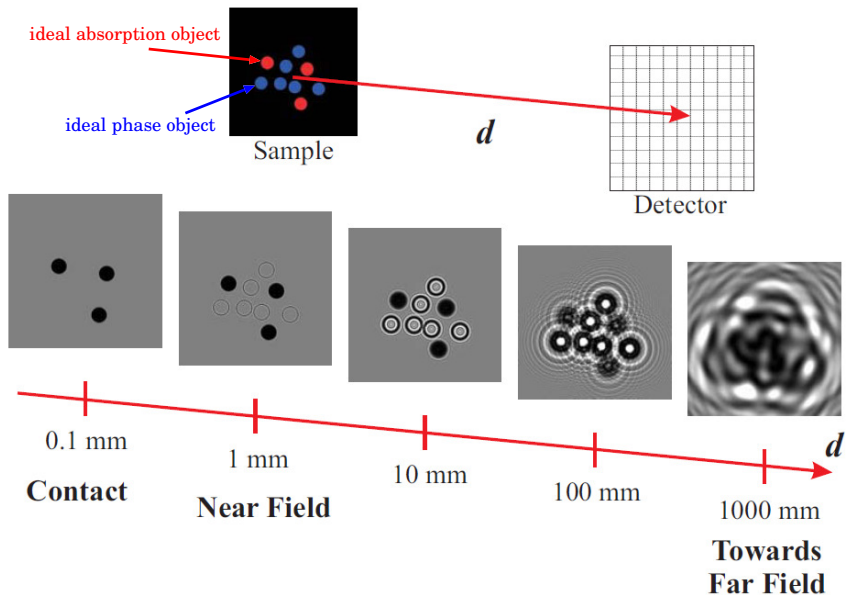 ideal absorption object
ideal phase object
Sample
d
Detector
0.1 mm
1 mm
10 mm
100 mm
1000 mm
d
Contact
Near Field
Towards
Far Field